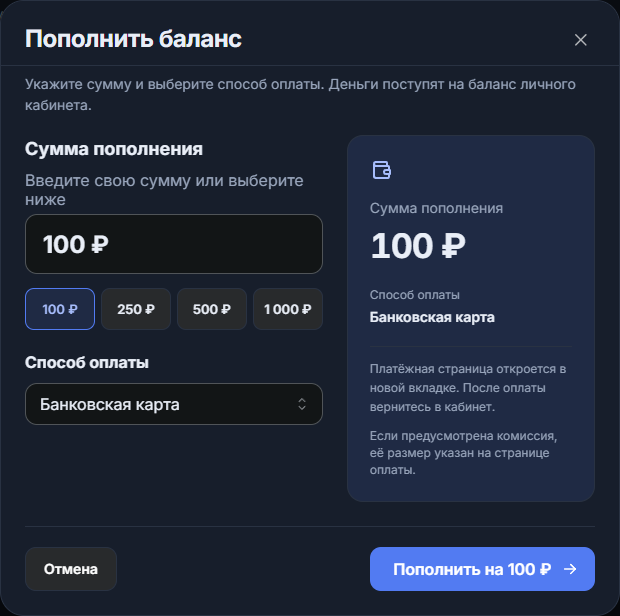 Пополнить баланс
Укажите сумму и выберите способ оплаты. Деньги поступят на баланс личного
кабинета.
Сумма пополнения
Введите свою сумму или выберите
ниже
100 ₽
100 ₽
250 ₽
500 ₽
1 000 ₽
Способ оплаты
Банковская карта
Сумма пополнения
100 ₽
Способ оплаты
Банковская карта
Платёжная страница откроется в
новой вкладке. После оплаты
вернитесь в кабинет.
Если предусмотрена комиссия,
её размер указан на странице
оплаты.
Отмена
Пополнить на 100 ₽ →